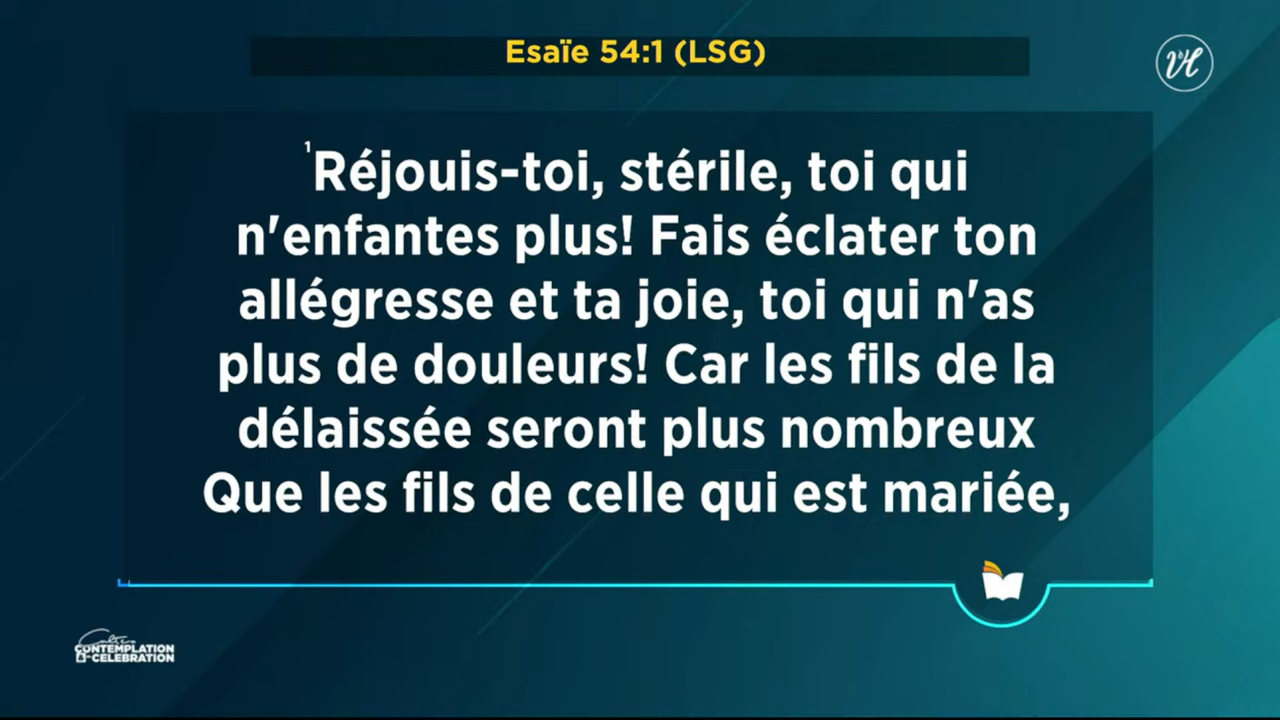 Esaïe 54:1 (LSG)
1Réjouis-toi, stérile, toi qui
n'enfantes plus! Fais éclater ton
allégresse et ta joie, toi qui n'as
plus de douleurs! Car les fils de la
délaissée seront plus nombreux
Que les fils de celle qui est mariée,
CONTEMPLATION
CELEBRATION